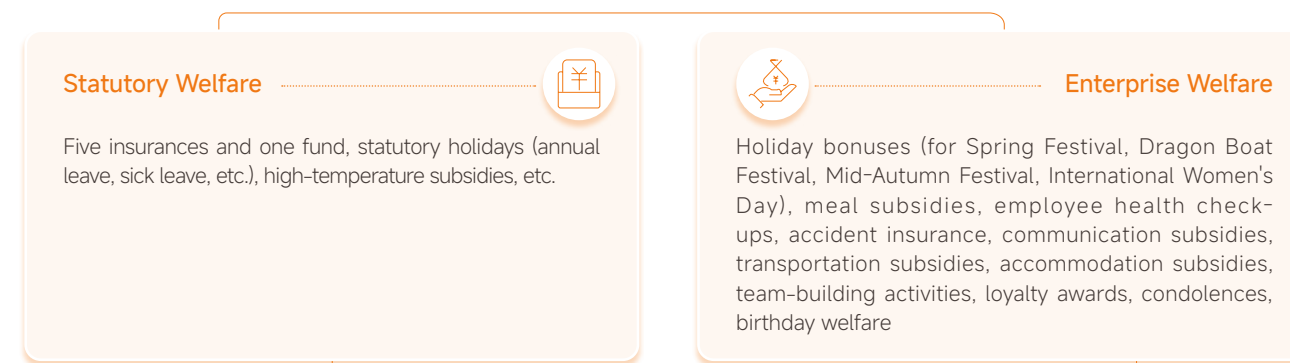 Statutory Welfare
Five insurances and one fund, statutory holidays (annual
leave, sick leave, etc.), high-temperature subsidies, etc.
¥
¥
Enterprise Welfare
Holiday bonuses (for Spring Festival, Dragon Boat
Festival, Mid-Autumn Festival, International Women's
Day), meal subsidies, employee health check-
ups, accident insurance, communication subsidies,
transportation subsidies, accommodation subsidies,
team-building activities, loyalty awards, condolences,
birthday welfare